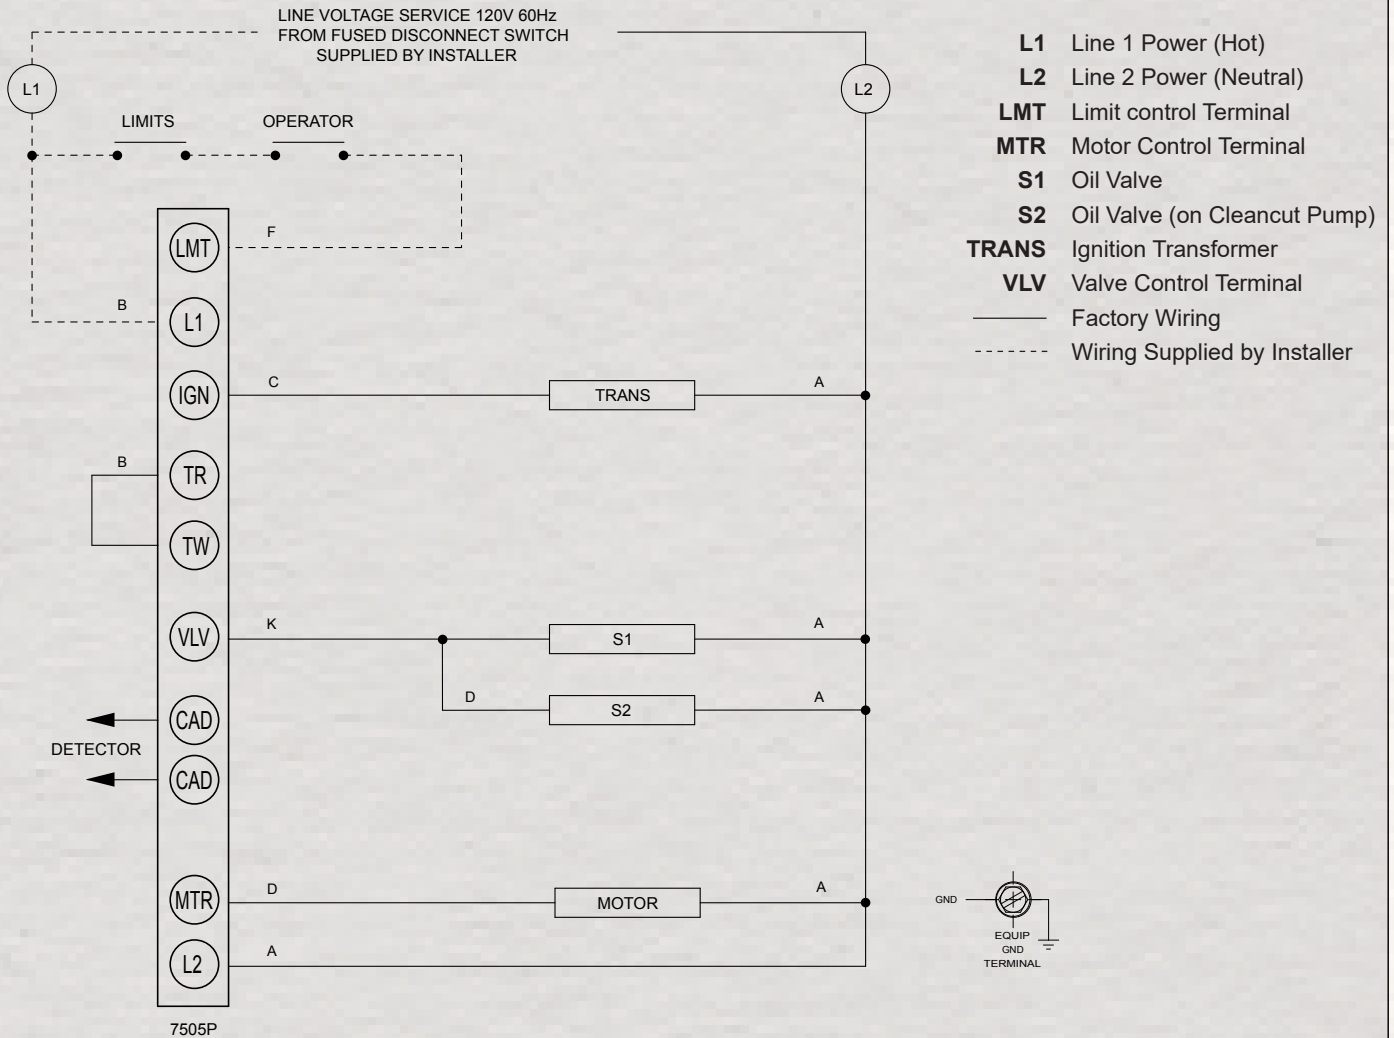 LINE VOLTAGE SERVICE 120V 60Hz
FROM FUSED DISCONNECT SWITCH
SUPPLIED BY INSTALLER
L1
L2
LIMITS
OPERATOR
LMT
F
B
L1
IGN
C
TRANS
A
B
TR
TW
VLV
K
S1
A
D
S2
A
CAD
DETECTOR
CAD
MTR
D
MOTOR
A
L2
A
7505P
L1 Line 1 Power (Hot)
L2 Line 2 Power (Neutral)
LMT Limit control Terminal
MTR Motor Control Terminal
S1 Oil Valve
S2 Oil Valve (on Cleancut Pump)
TRANS Ignition Transformer
VLV Valve Control Terminal
Factory Wiring
Wiring Supplied by Installer
GND
EQUIP
GND
TERMINAL